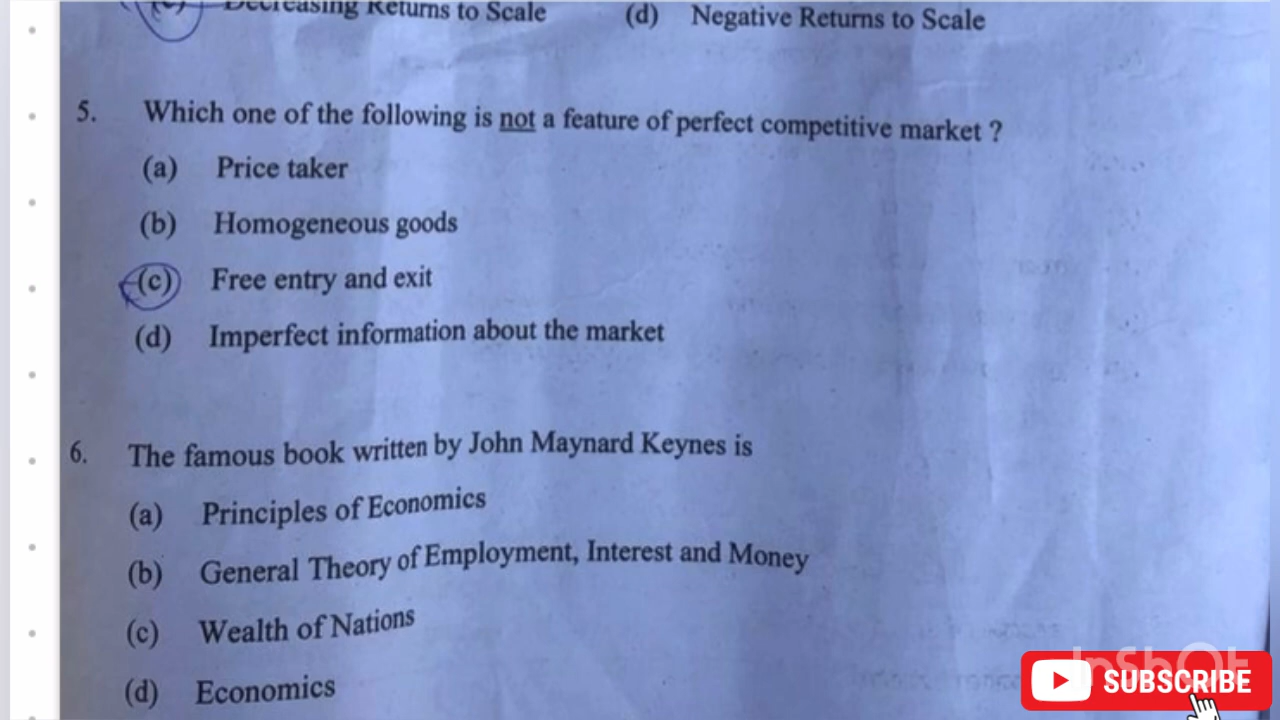 (c) Decreasing Returns to Scale (d) Negative Returns to Scale
5. Which one of the following is not a feature of perfect competitive market ?
(a) Price taker
(b) Homogeneous goods
(c) Free entry and exit
(d) Imperfect information about the market
6. The famous book written by John Maynard Keynes is
(a) Principles of Economics
(b) General Theory of Employment, Interest and Money
(c) Wealth of Nations
(d) Economics
InShOt
SUBSCRIBE